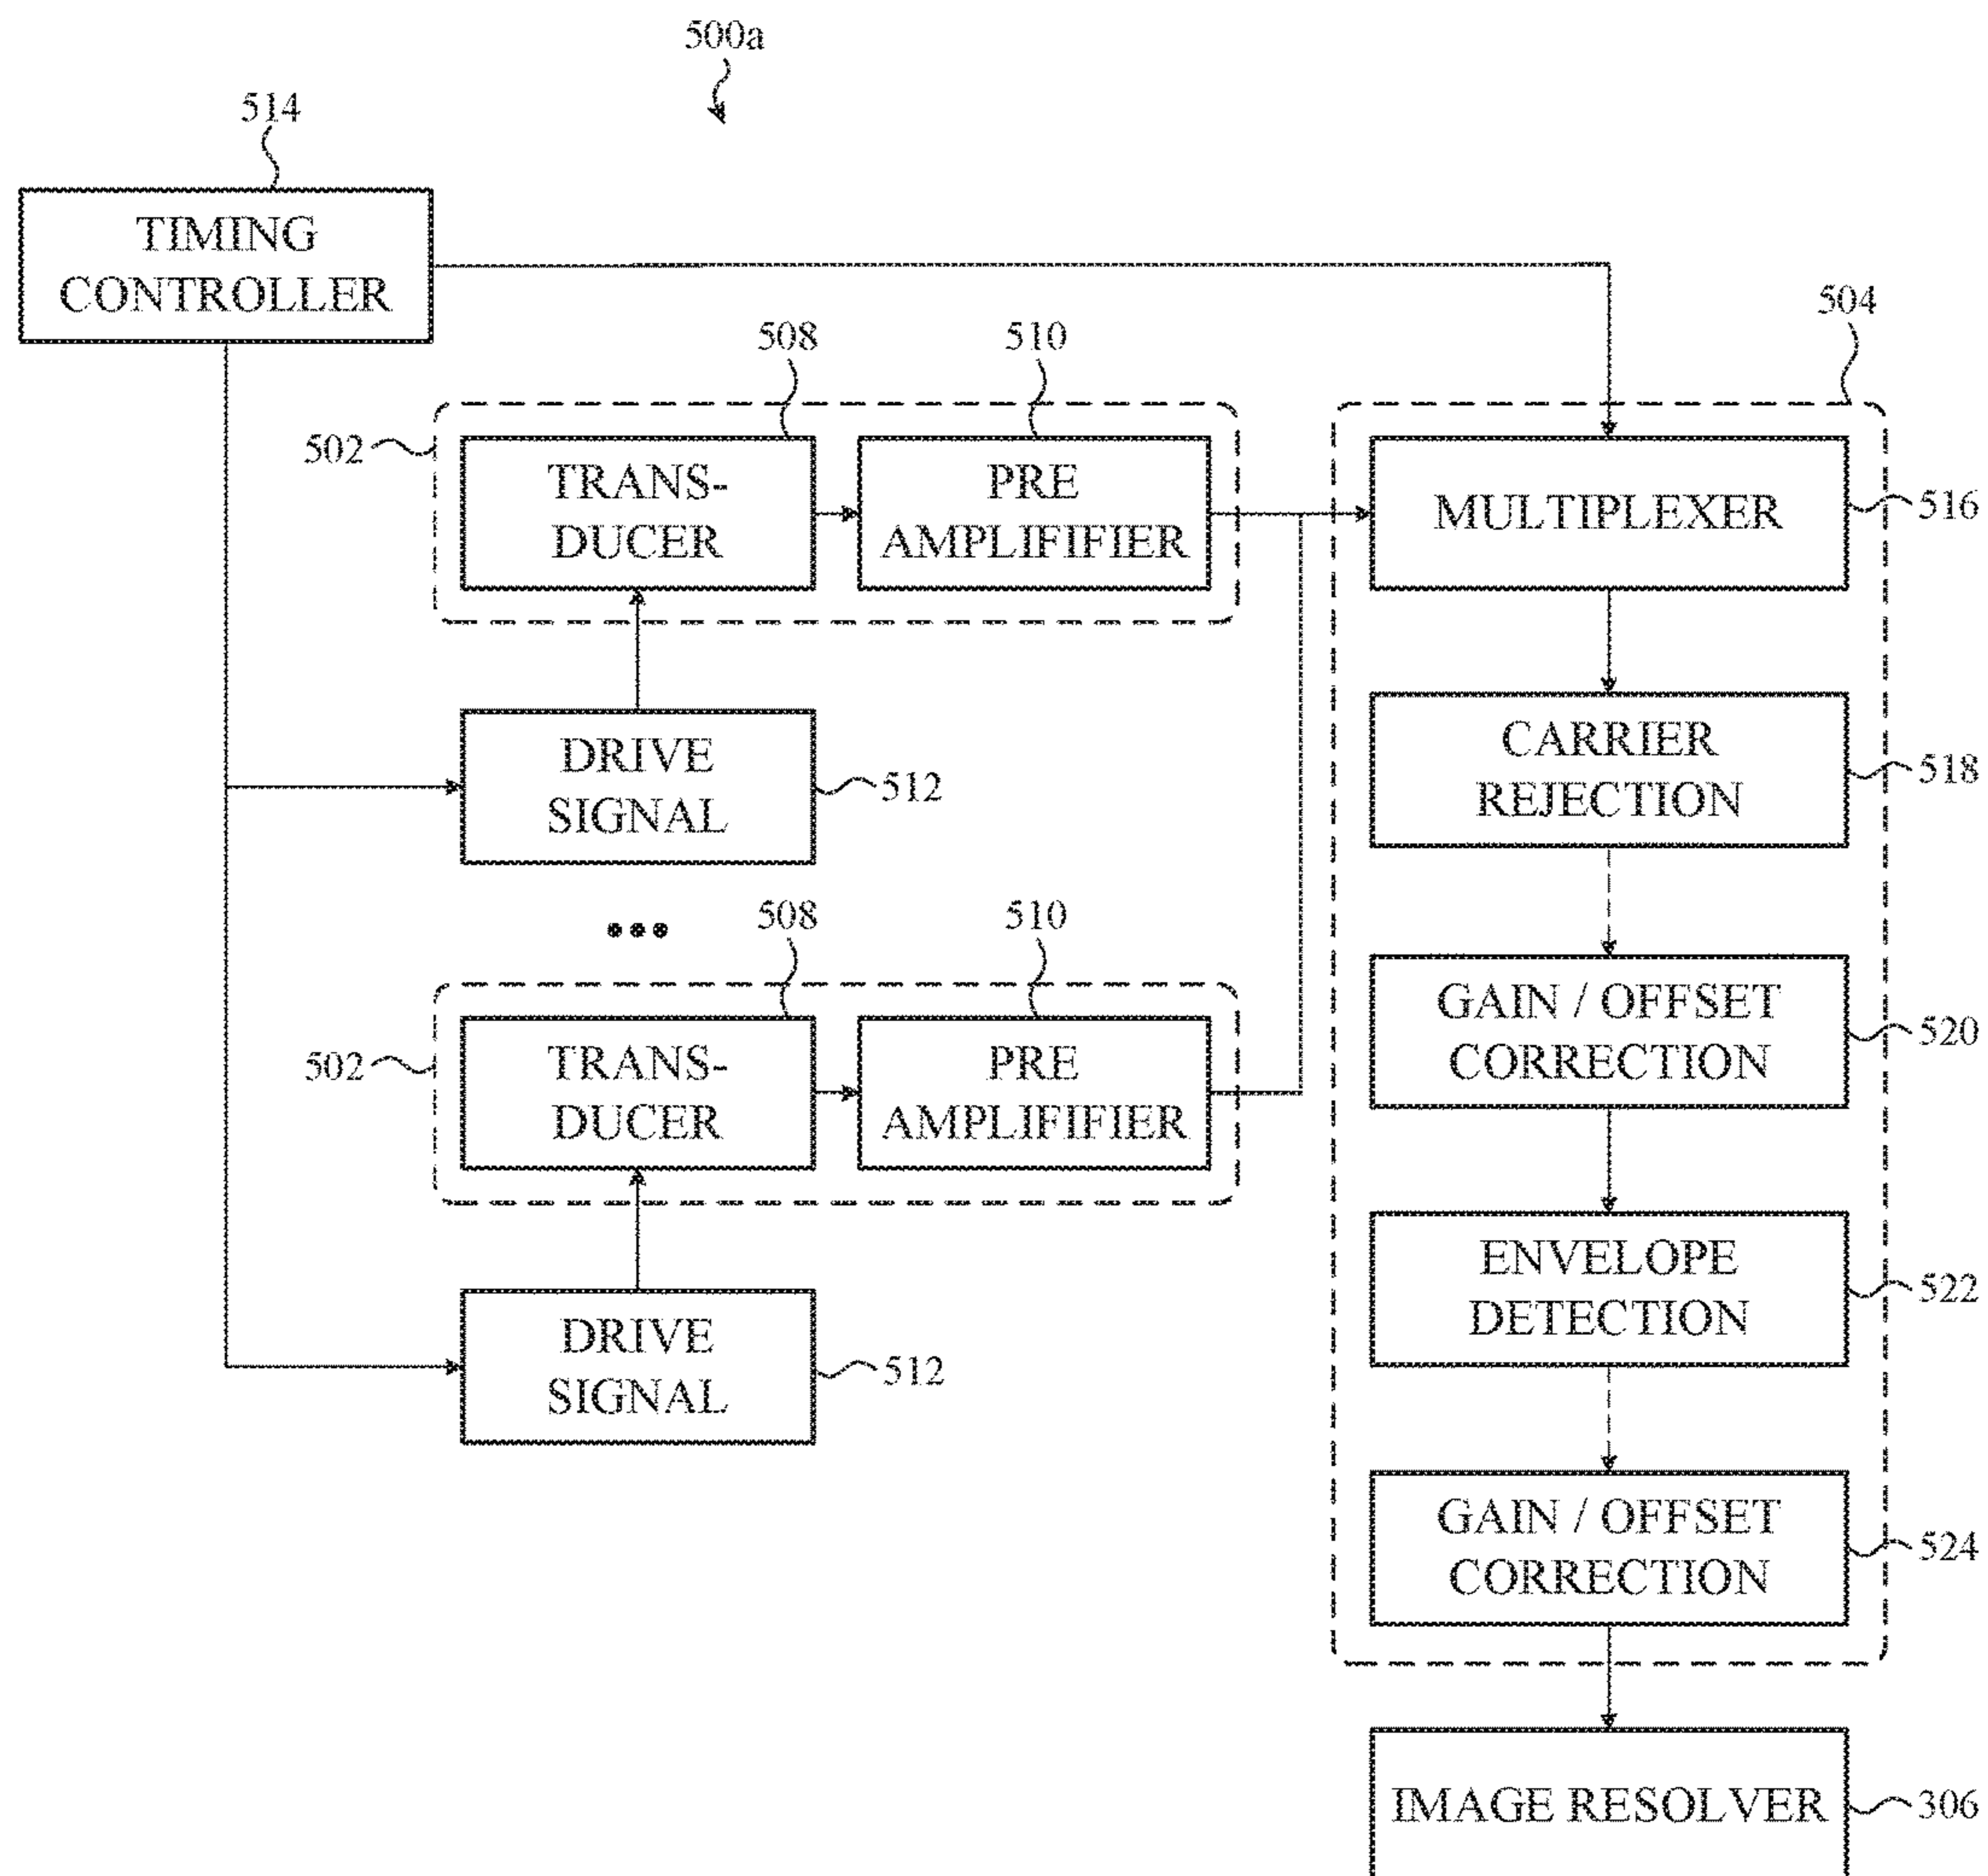 500a
514
TIMING
CONTROLLER
504
508
510
502
TRANS-
DUCER
PRE
AMPLIFIFIER
MULTIPLEXER
516
DRIVE
SIGNAL
512
CARRIER
REJECTION
518
508
510
502
TRANS-
DUCER
PRE
AMPLIFIFIER
GAIN / OFFSET
CORRECTION
520
DRIVE
SIGNAL
512
ENVELOPE
DETECTION
522
GAIN / OFFSET
CORRECTION
524
IMAGE RESOLVER
306